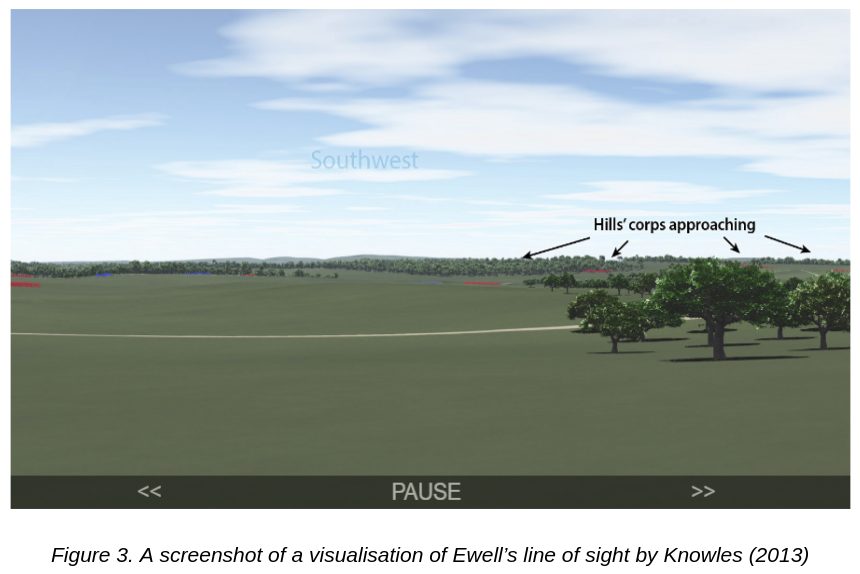 Southwest
Hills’ corps approaching
<< PAUSE >>
Figure 3. A screenshot of a visualisation of Ewell’s line of sight by Knowles (2013)